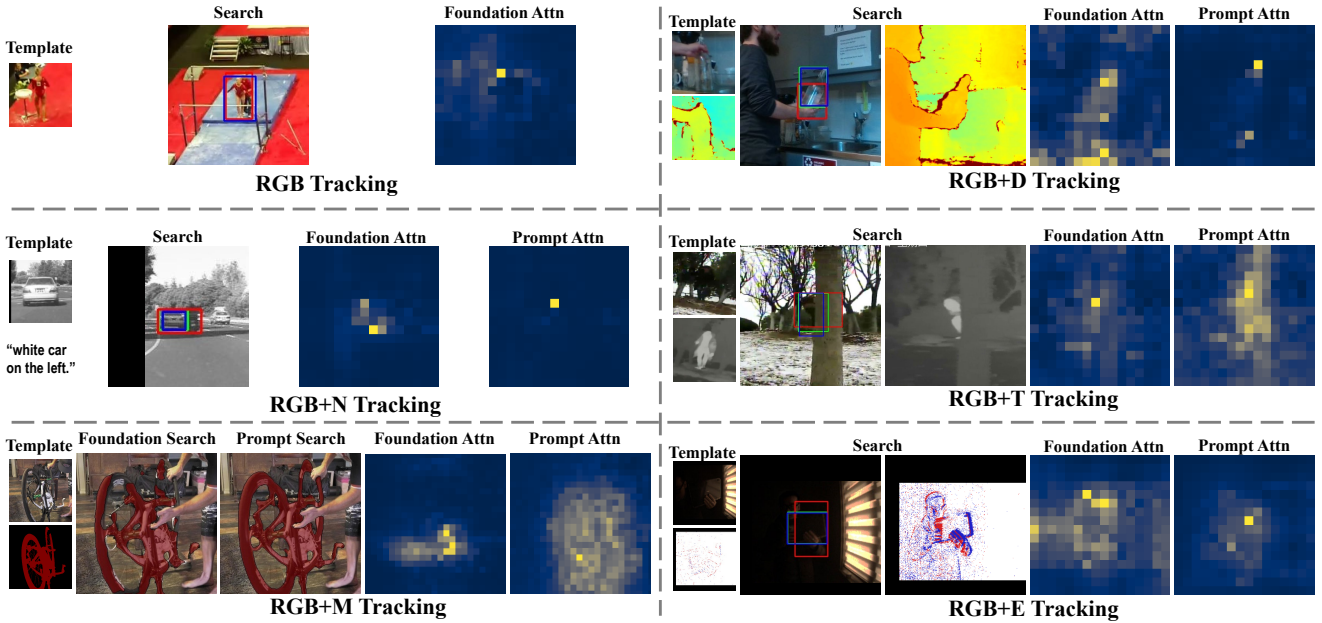 Template
Search
Foundation Attn
RGB Tracking
Template
Search
Foundation Attn
Prompt Attn
RGB+D Tracking
Template
Search
Foundation Attn
Prompt Attn
“white car
on the left.”
RGB+N Tracking
Template
Search
Foundation Attn
Prompt Attn
RGB+T Tracking
Template
Foundation Search
Prompt Search
Foundation Attn
Prompt Attn
RGB+M Tracking
Template
Search
Foundation Attn
Prompt Attn
RGB+E Tracking